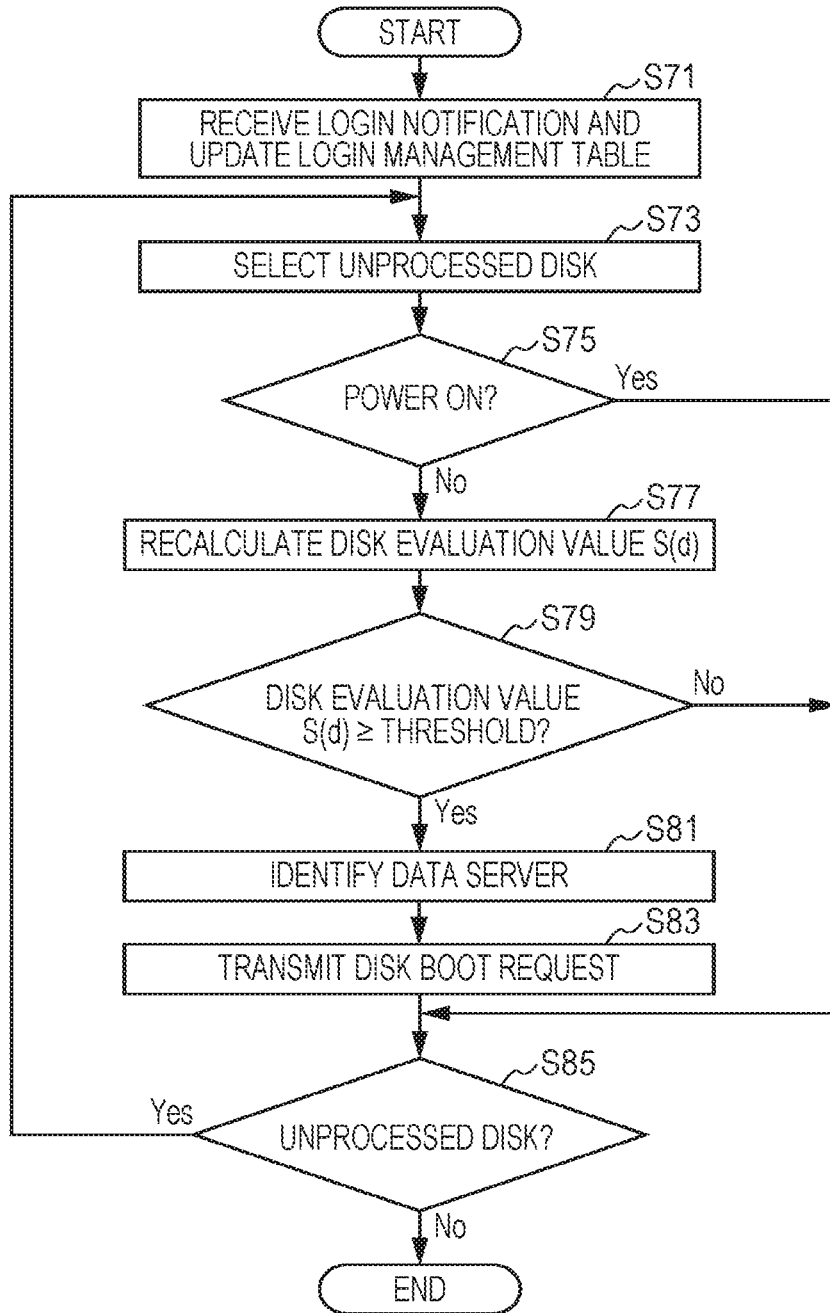 START
S71
RECEIVE LOGIN NOTIFICATION AND
UPDATE LOGIN MANAGEMENT TABLE
S73
SELECT UNPROCESSED DISK
S75
POWER ON?
Yes
No
S77
RECALCULATE DISK EVALUATION VALUE S(d)
S79
DISK EVALUATION VALUE
S(d) ≥ THRESHOLD?
No
Yes
S81
IDENTIFY DATA SERVER
S83
TRANSMIT DISK BOOT REQUEST
S85
Yes
UNPROCESSED DISK?
No
END